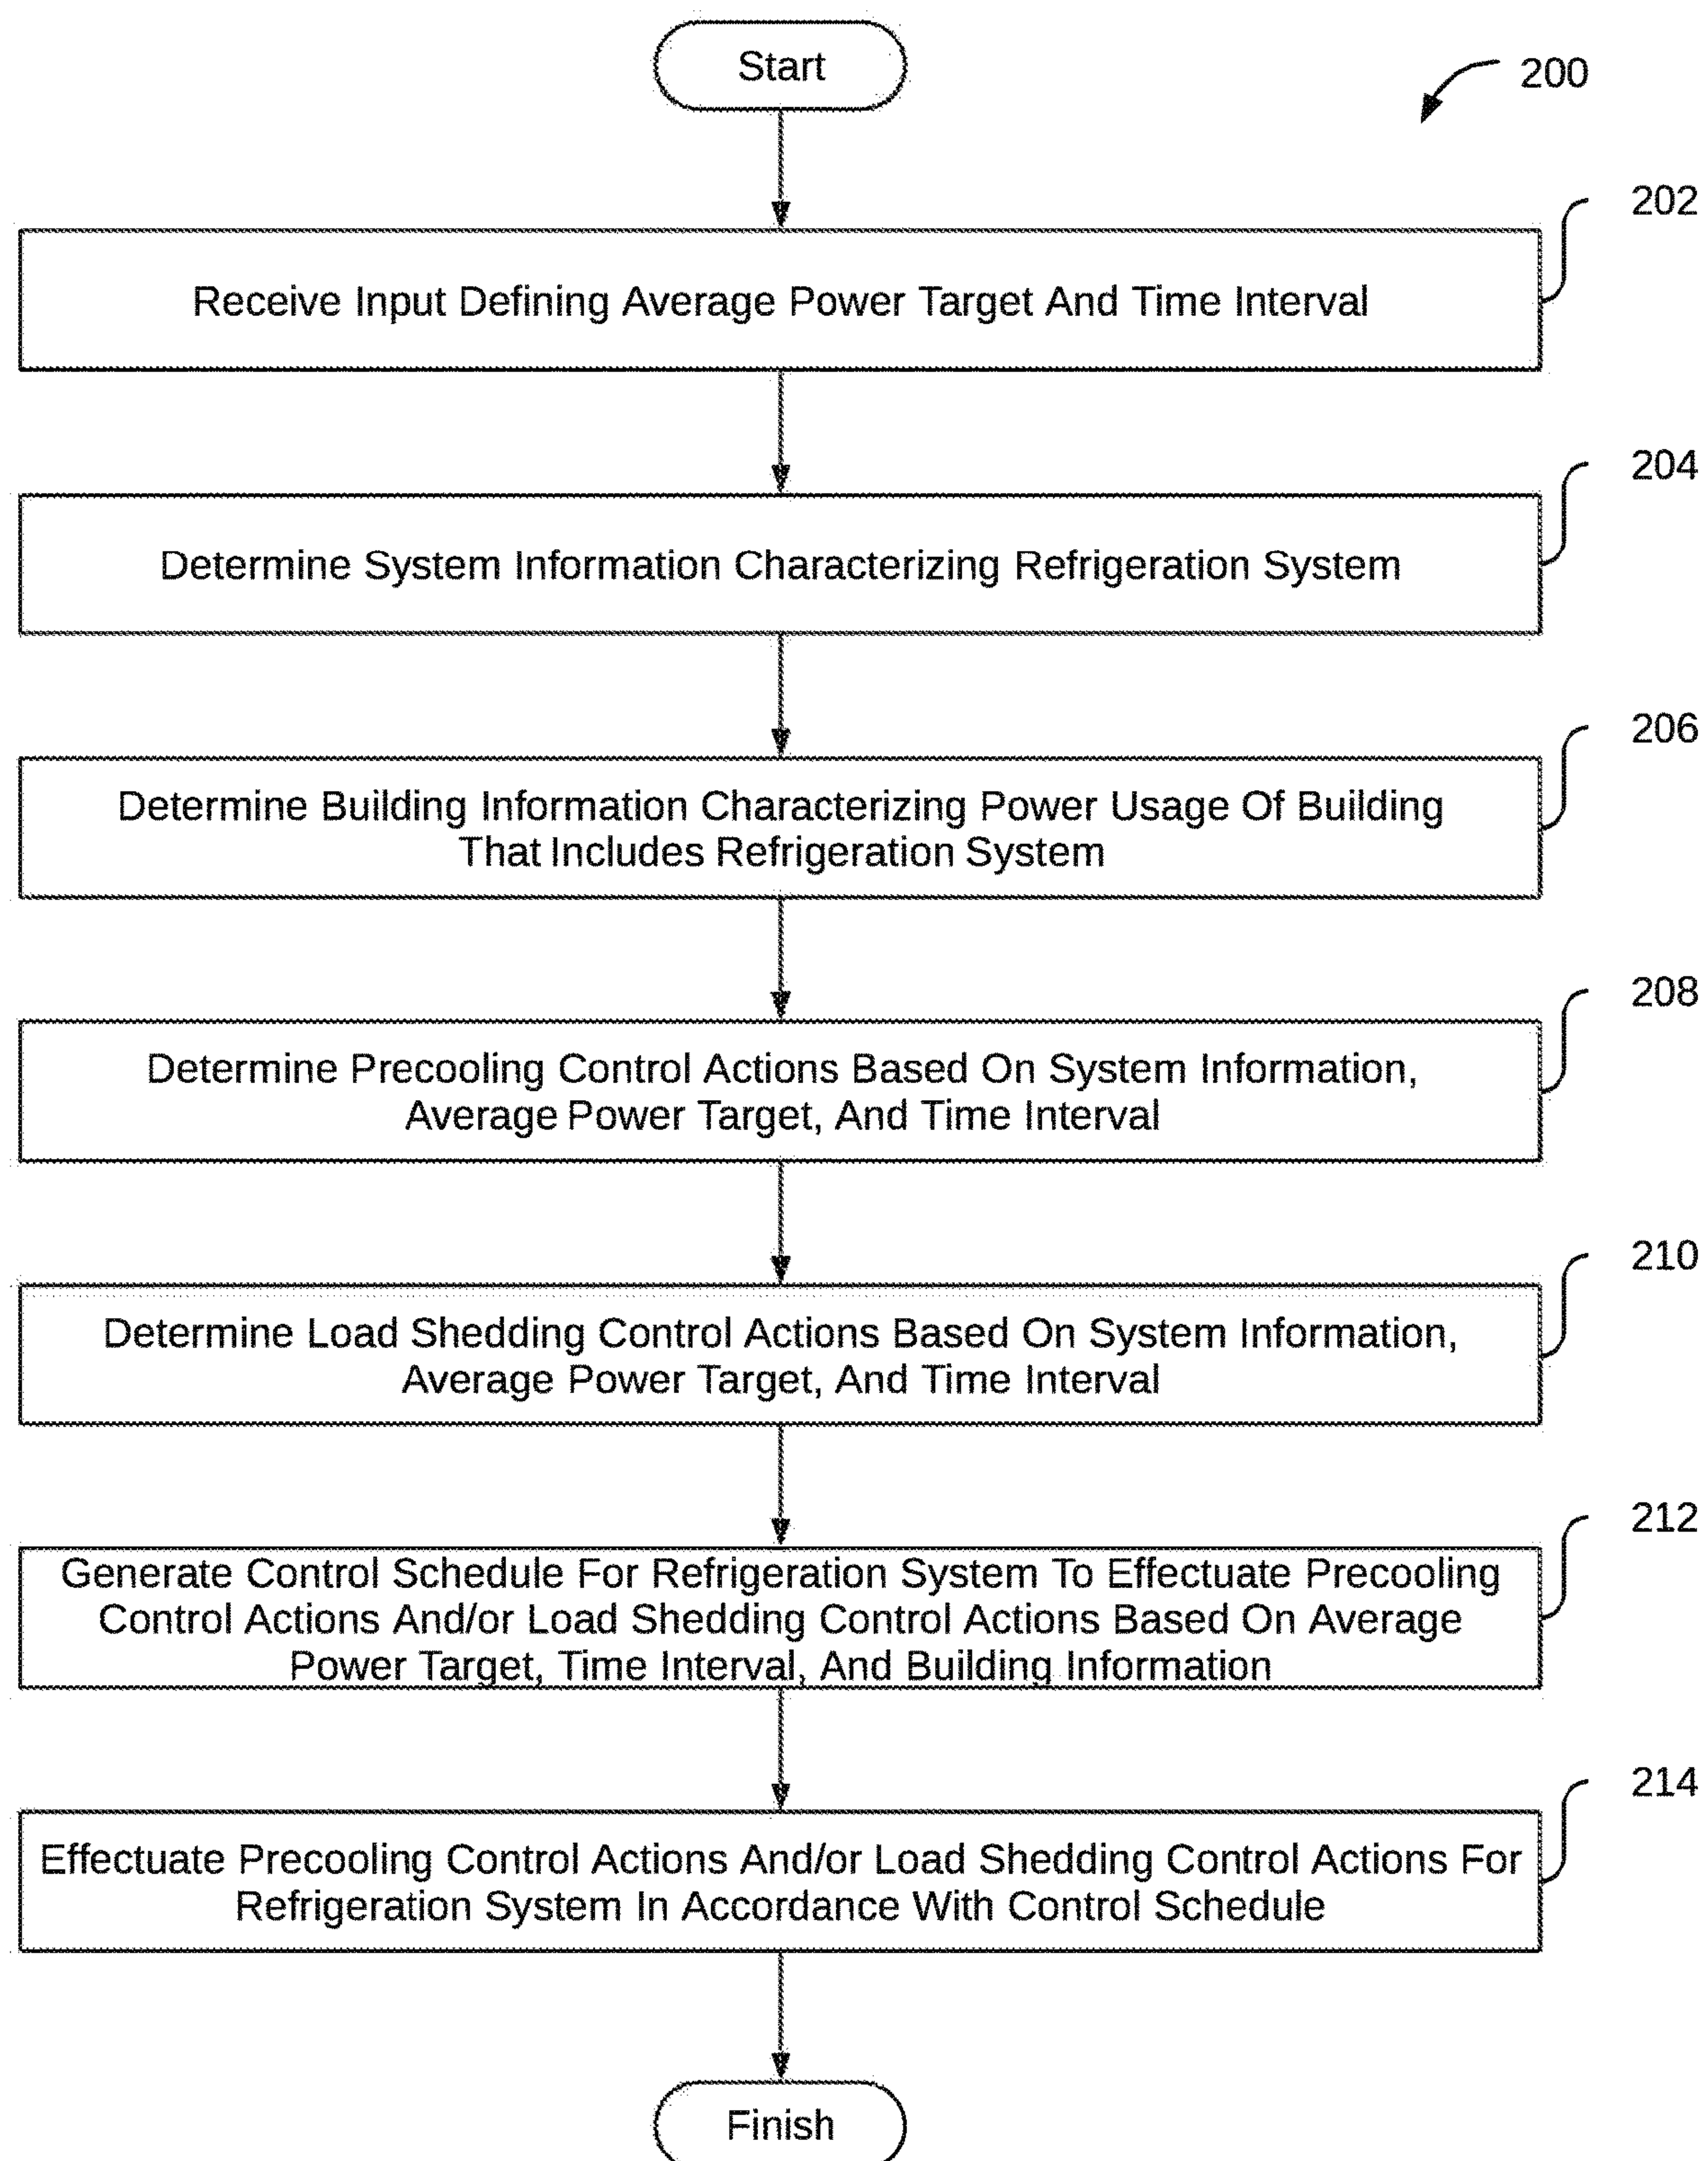 Start
200
202
Receive Input Defining Average Power Target And Time Interval
204
Determine System Information Characterizing Refrigeration System
206
Determine Building Information Characterizing Power Usage Of Building
That Includes Refrigeration System
208
Determine Precooling Control Actions Based On System Information,
Average Power Target, And Time Interval
210
Determine Load Shedding Control Actions Based On System Information,
Average Power Target, And Time Interval
212
Generate Control Schedule For Refrigeration System To Effectuate Precooling
Control Actions And/or Load Shedding Control Actions Based On Average
Power Target, Time Interval, And Building Information
214
Effectuate Precooling Control Actions And/or Load Shedding Control Actions For
Refrigeration System In Accordance With Control Schedule
Finish